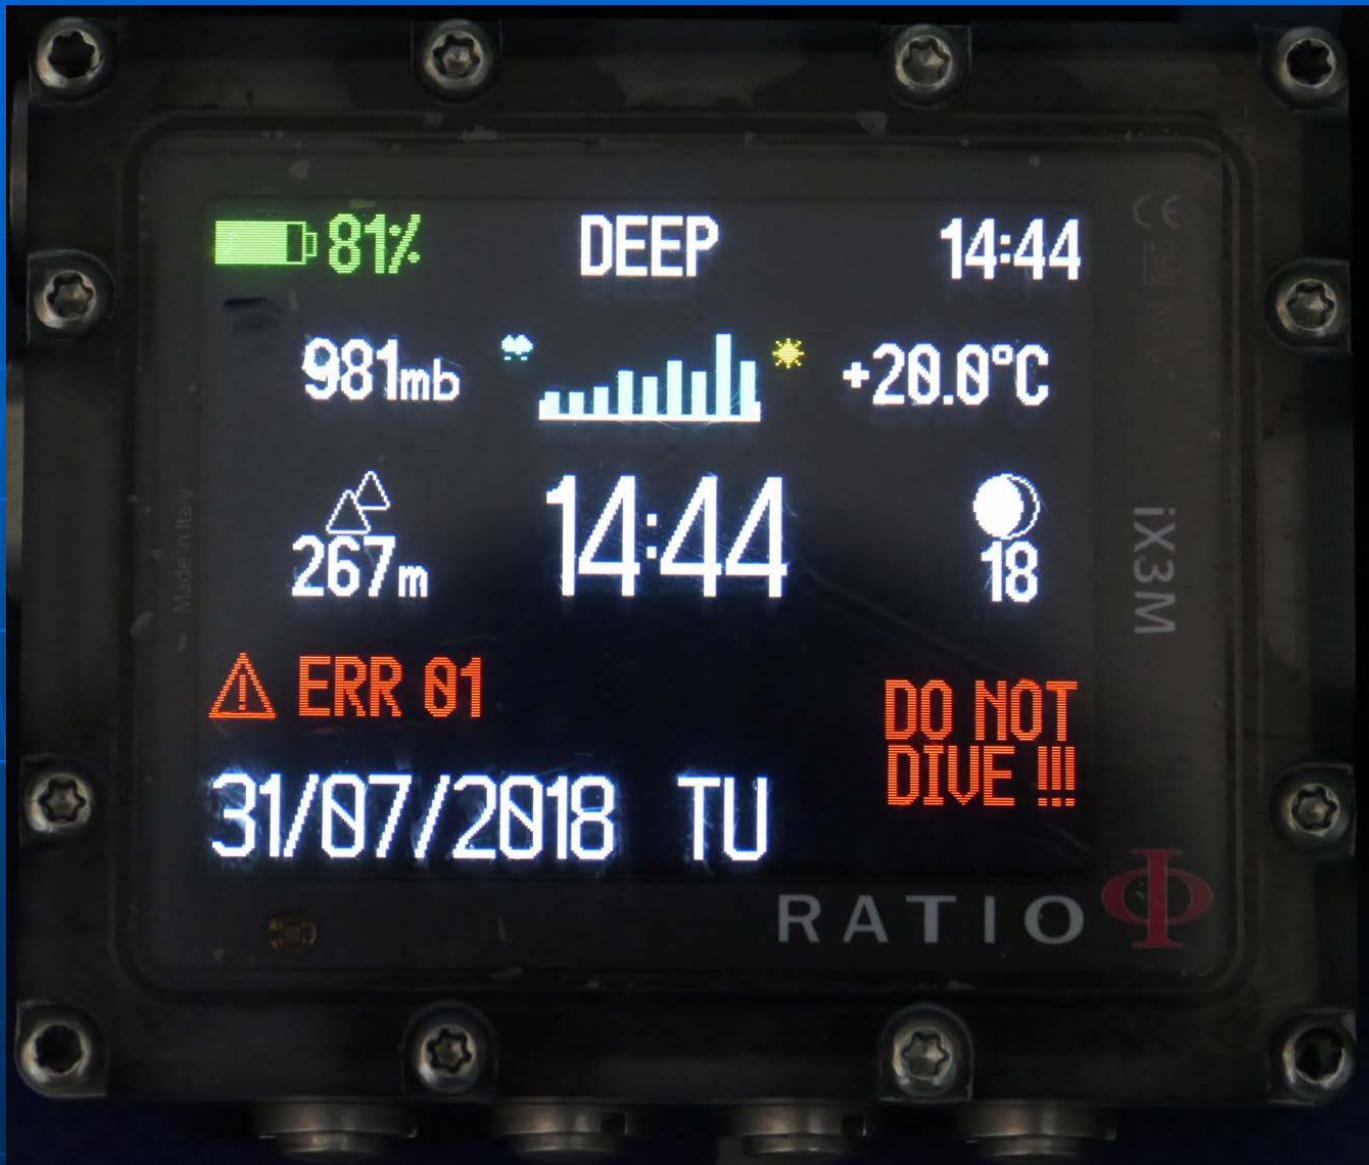 81% DEEP 14:44
981mb +20.0°C
267m 14:44 18
ERR 01
DO NOT
DIVE !!!
31/07/2018 TU
RATIO
iX3M
Made in Italy
CE